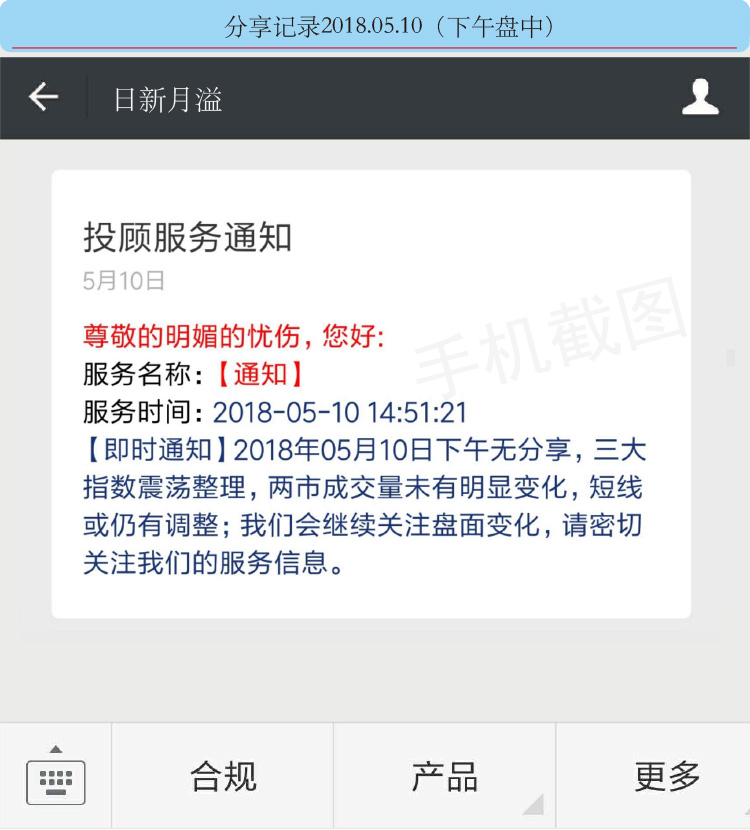 分享记录2018.05.10（下午盘中）
日新月溢
投顾服务通知
5月10日
尊敬的明媚的忧伤，您好:
服务名称：【通知】
服务时间：2018-05-10 14:51:21
【即时通知】2018年05月10日下午无分享，三大
指数震荡整理，两市成交量未有明显变化，短线
或仍有调整；我们会继续关注盘面变化，请密切
关注我们的服务信息。
手机截图
合规
产品
更多